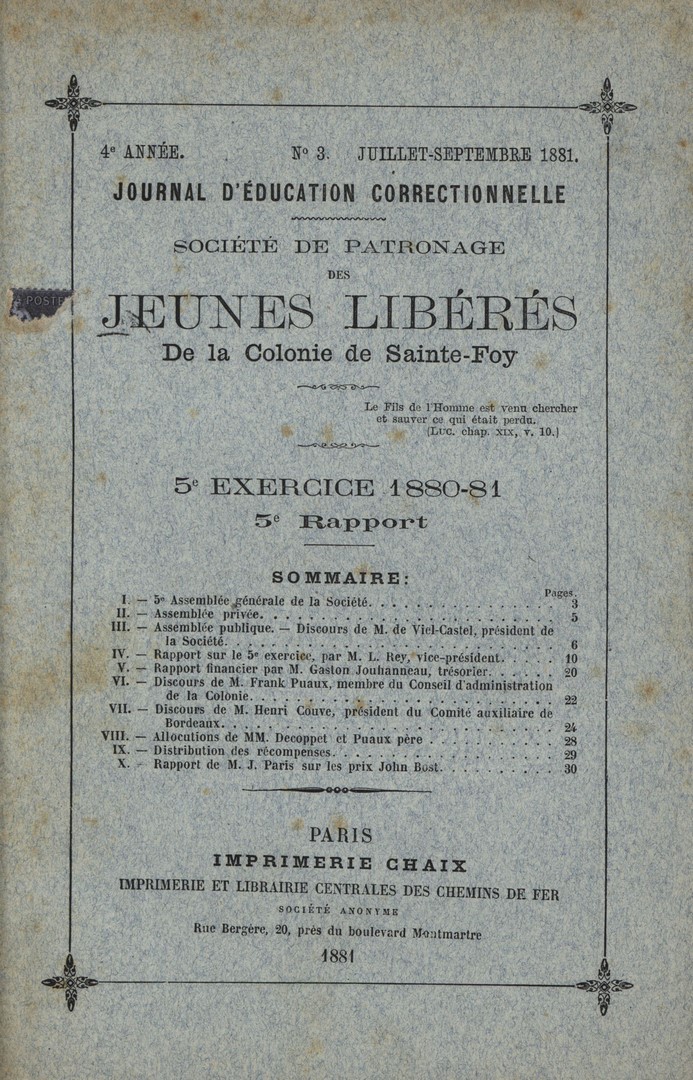 4e ANNÉE. No 3. JUILLET-SEPTEMBRE 1881.
JOURNAL D'ÉDUCATION CORRECTIONNELLE
SOCIÉTÉ DE PATRONAGE
DES
A POSTE
JEUNES LIBÉRÉS
De la Colonie de Sainte-Foy
Le Fils de l'Homme est venu chercher
et sauver ce qui était perdu.
(LUC. chap. XIX, v. 10.)
5e EXERCICE 1880-81
5e Rapport
SOMMAIRE:
Pages.
I. — 5e Assemblée générale de la Société. . . . . . . . . . . . . . . 3
II. — Assemblée privée. . . . . . . . . . . . . . . . . . . . . . . 5
III. — Assemblée publique. — Discours de M. de Viel-Castel, président de
la Société. . . . . . . . . . . . . . . . . . . . . . . . . 6
IV. — Rapport sur le 5e exercice, par M. L. Rey, vice-président. . . . . 10
V. — Rapport financier par M. Gaston Jouhanneau, trésorier. . . . . . 20
VI. — Discours de M. Frank Puaux, membre du Conseil d'administration
de la Colonie. . . . . . . . . . . . . . . . . . . . . . . 22
VII. — Discours de M. Henri Couve, président du Comité auxiliaire de
Bordeaux. . . . . . . . . . . . . . . . . . . . . . . . . 24
VIII. — Allocutions de MM. Decoppet et Puaux père . . . . . . . . . . 28
IX. — Distribution des récompenses. . . . . . . . . . . . . . . . . 29
X. — Rapport de M. J. Paris sur les prix John Bost. . . . . . . . . 30
PARIS
IMPRIMERIE CHAIX
IMPRIMERIE ET LIBRAIRIE CENTRALES DES CHEMINS DE FER
SOCIÉTÉ ANONYME
Rue Bergère, 20, près du boulevard Montmartre
1881